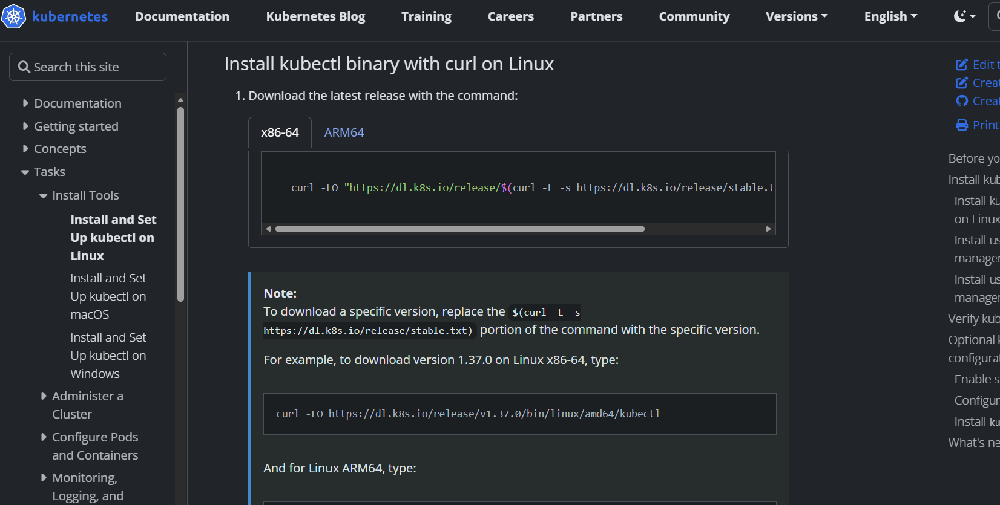 kubernetes
Documentation
Kubernetes Blog
Training
Careers
Partners
Community
Versions
English
Search this site
Documentation
Getting started
Concepts
Tasks
Install Tools
Install and Set
Up kubectl on
Linux
Install and Set
Up kubectl on
macOS
Install and Set
Up kubectl on
Windows
Administer a
Cluster
Configure Pods
and Containers
Monitoring,
Logging, and
Install kubectl binary with curl on Linux
1. Download the latest release with the command:
x86-64
ARM64
curl -LO "https://dl.k8s.io/release/$(curl -L -s https://dl.k8s.io/release/stable.t
Note:
To download a specific version, replace the $(curl -L -s
https://dl.k8s.io/release/stable.txt) portion of the command with the specific version.
For example, to download version 1.37.0 on Linux x86-64, type:
curl -LO https://dl.k8s.io/release/v1.37.0/bin/linux/amd64/kubectl
And for Linux ARM64, type:
Edit t
Creat
Creat
Print
Before yo
Install kub
Install ku
on Linux
Install us
manager
Install us
manager
Verify kub
Optional k
configurat
Enable s
Configur
Install ku
What's ne